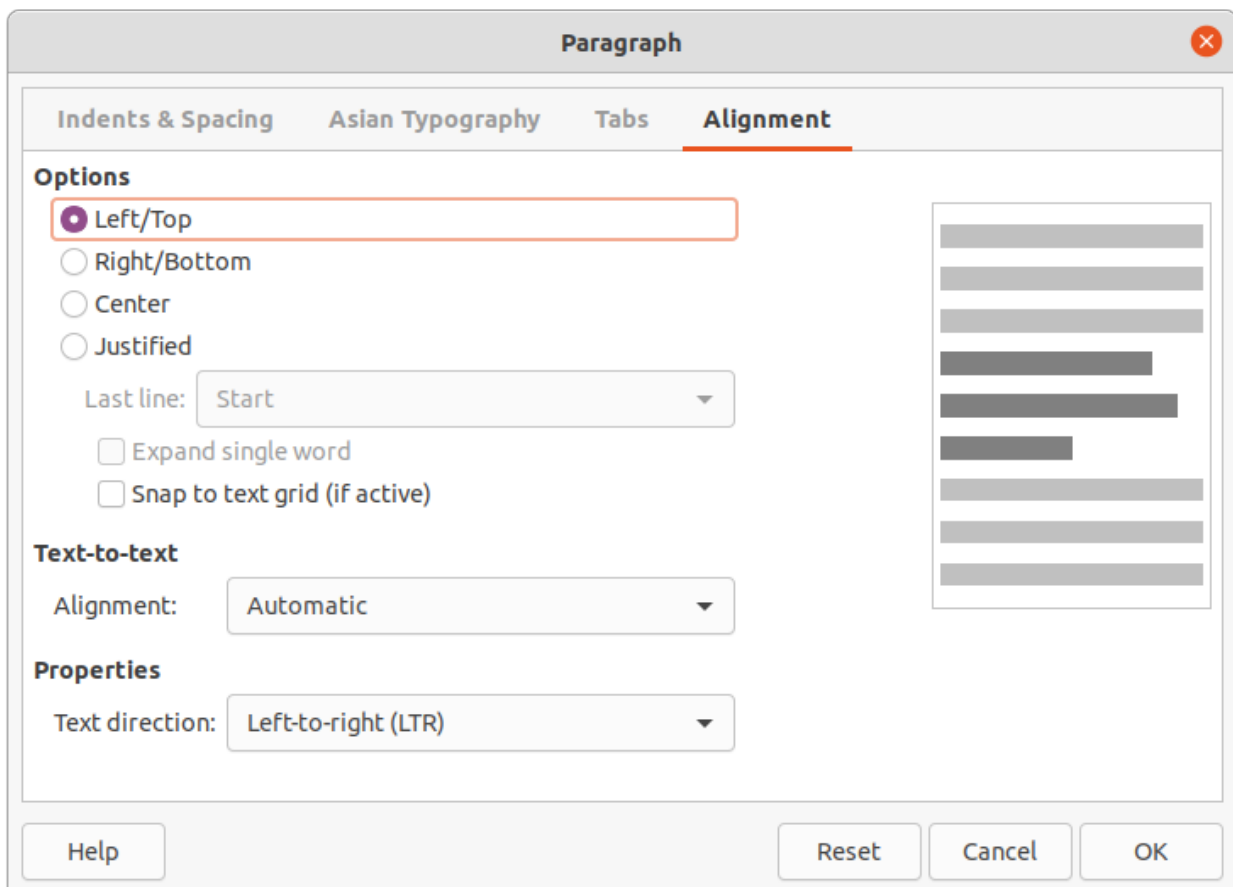 Paragraph
Indents & Spacing Asian Typography Tabs Alignment
Options
Left/Top
Right/Bottom
Center
Justified
Last line: Start
Expand single word
Snap to text grid (if active)
Text-to-text
Alignment: Automatic
Properties
Text direction: Left-to-right (LTR)
Help Reset Cancel OK